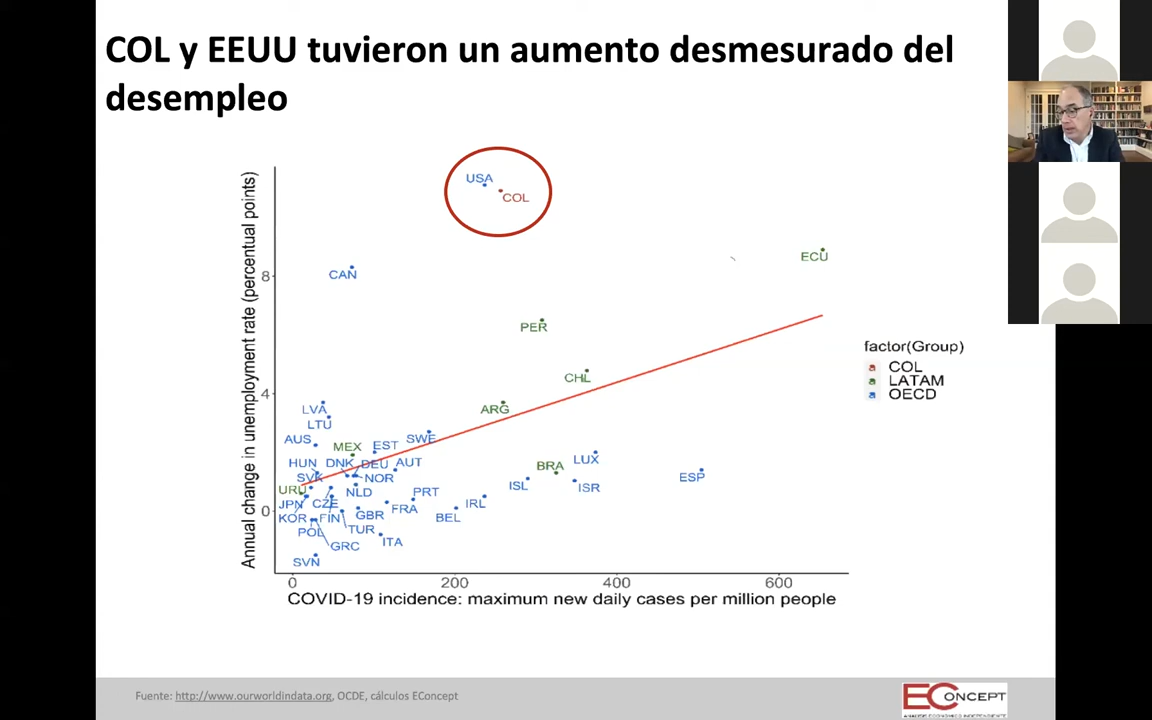 COL y EEUU tuvieron un aumento desmesurado del
desempleo
Annual change in unemployment rate (percentual points)
8
4
0
USA
COL
ECU
CAN
PER
CHL
LVA
ARG
LTU
AUS
MEX
EST
SWE
HUN
DNK
DEU
AUT
BRA
LUX
SVK
NOR
ESP
URU
NLD
PRT
ISL
ISR
JPN
CZE
FRA
IRL
KOR
FIN
GBR
BEL
POL
TUR
ITA
GRC
SVN
0
200
400
600
COVID-19 incidence: maximum new daily cases per million people
factor(Group)
COL
LATAM
OECD
Fuente: http://www.ourworldindata.org, OCDE, cálculos EConcept
ECONCEPT
ANÁLISIS ECONÓMICO INDEPENDIENTE